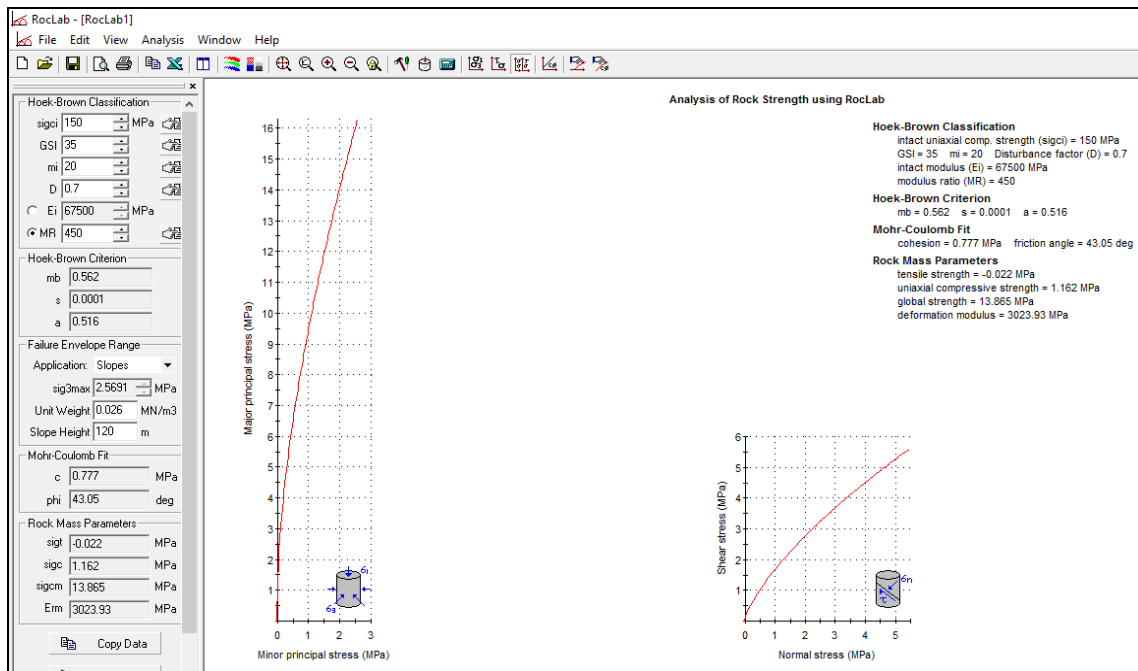 RocLab - [RocLab1]
File Edit View Analysis Window Help
Hoek-Brown Classification
sigci 150 MPa
GSI 35
mi 20
D 0.7
Ei 67500 MPa
MR 450
Hoek-Brown Criterion
mb 0.562
s 0.0001
a 0.516
Failure Envelope Range
Application: Slopes
sig3max 2.5691 MPa
Unit Weight 0.026 MN/m3
Slope Height 120 m
Mohr-Coulomb Fit
c 0.777 MPa
phi 43.05 deg
Rock Mass Parameters
sigt -0.022 MPa
sigc 1.162 MPa
sigcm 13.865 MPa
Erm 3023.93 MPa
Copy Data
Analysis of Rock Strength using RocLab
Hoek-Brown Classification
intact uniaxial comp. strength (sigci) = 150 MPa
GSI = 35 mi = 20 Disturbance factor (D) = 0.7
intact modulus (Ei) = 67500 MPa
modulus ratio (MR) = 450
Hoek-Brown Criterion
mb = 0.562 s = 0.0001 a = 0.516
Mohr-Coulomb Fit
cohesion = 0.777 MPa friction angle = 43.05 deg
Rock Mass Parameters
tensile strength = -0.022 MPa
uniaxial compressive strength = 1.162 MPa
global strength = 13.865 MPa
deformation modulus = 3023.93 MPa
Major principal stress (MPa)
16
15
14
13
12
11
10
9
8
7
6
5
4
3
2
1
σ1
σ3
0 1 2 3
Minor principal stress (MPa)
Shear stress (MPa)
6
5
4
3
2
1
σn
τ
0 1 2 3 4 5
Normal stress (MPa)